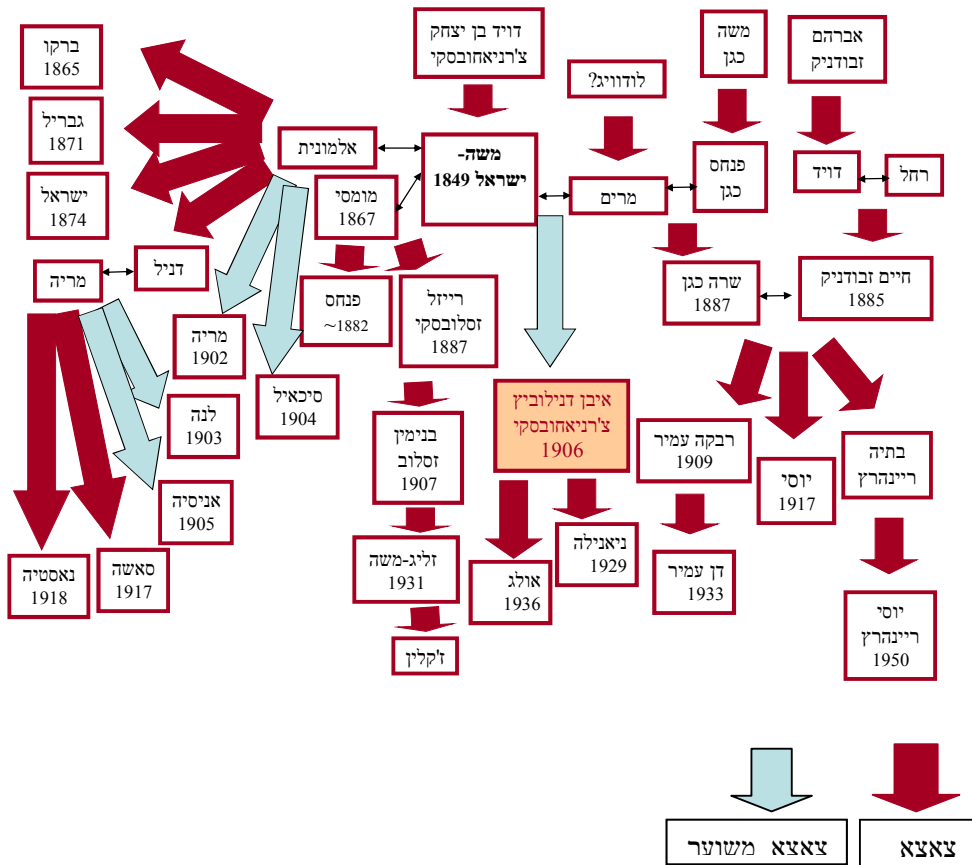 ברקו
1865
גבריל
1871
ישראל
1874
דויד בן יצחק
צ'רניאחובסקי
לודוויג?
משה
כגן
אברהם
זבודניק
אלמונית
משה-
ישראל 1849
מומסי
1867
מרים
פנחס
כגן
דויד
רחל
מריה
דניל
מריה
1902
פנחס
~1882
רייזל
זסלובסקי
1887
שרה כגן
1887
חיים זבודניק
1885
לנה
1903
סיכאיל
1904
אניסיה
1905
נאסטיה
1918
סאשה
1917
בנימין
זסלוב
1907
איבן דנילוביץ
צ'רניאחובסקי
1906
רבקה עמיר
1909
יוסי
1917
בתיה
ריינהרץ
זליג-משה
1931
אולג
1936
ניאנילה
1929
דן עמיר
1933
ז'קלין
יוסי
ריינהרץ
1950
צאצא משוער
צאצא